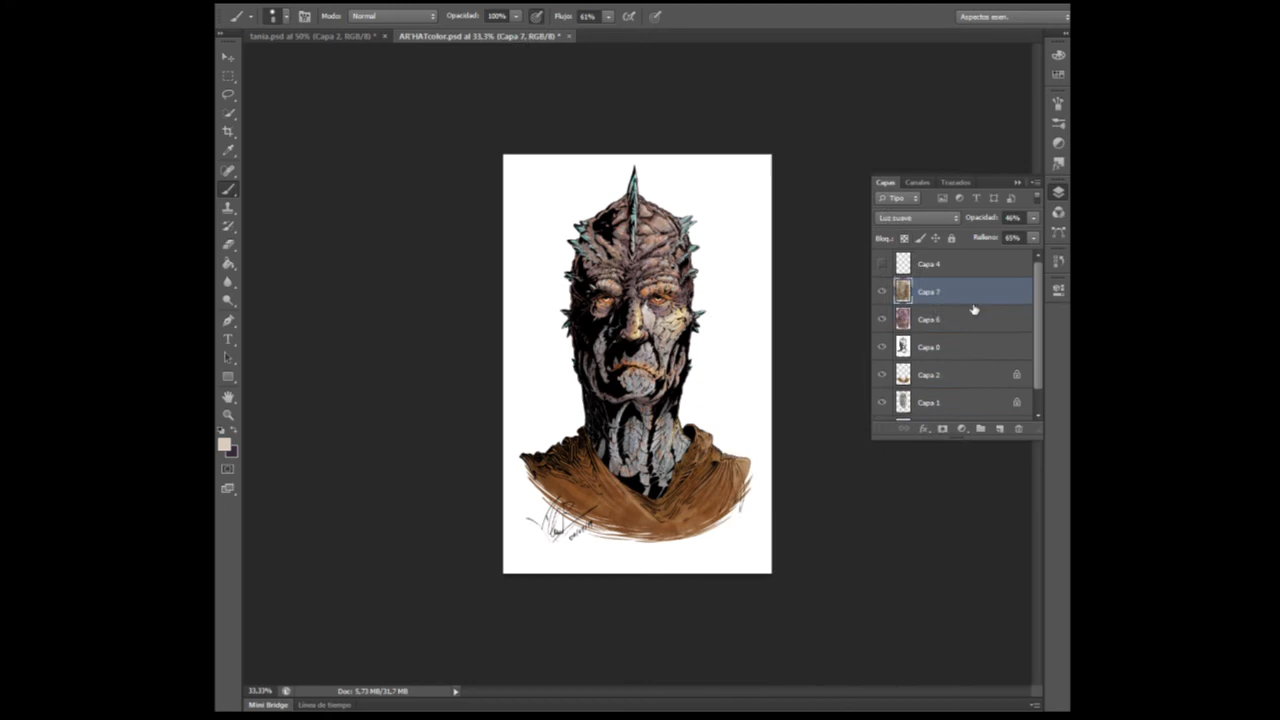 Modo: Normal Opacidad: 100% Flujo: 61% Aspectos esen.
tania.psd al 50% (Capa 2, RGB/8) * × AR'HATcolor.psd al 33,3% (Capa 7, RGB/8) * ×
Capas Canales Trazados
Tipo
Luz suave Opacidad: 46%
Bloq.: Relleno: 65%
Capa 4
Capa 7
Capa 6
Capa 0
Capa 2
Capa 1
33,33% Doc: 5,73 MB/31,7 MB
Mini Bridge Línea de tiempo